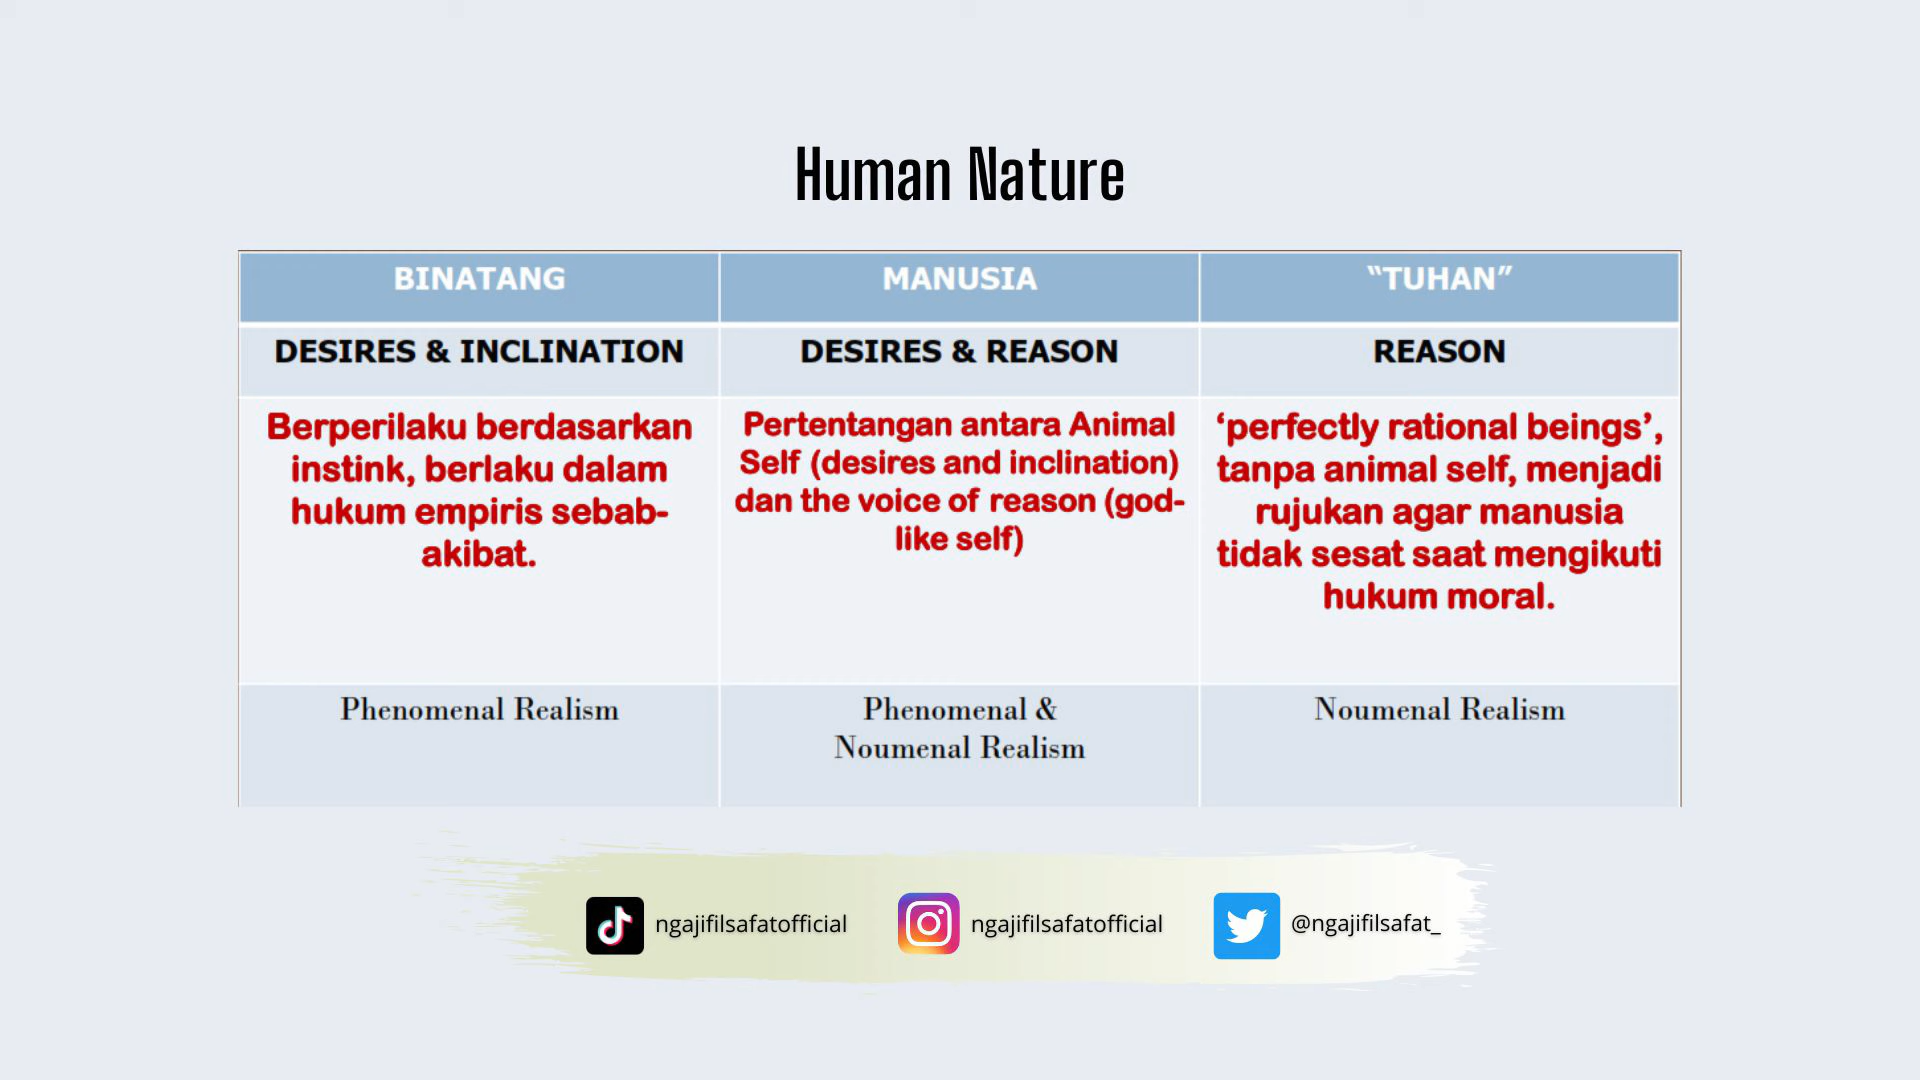 Human Nature
BINATANG
MANUSIA
“TUHAN”
DESIRES & INCLINATION
DESIRES & REASON
REASON
Berperilaku berdasarkan
instink, berlaku dalam
hukum empiris sebab-
akibat.
Pertentangan antara Animal
Self (desires and inclination)
dan the voice of reason (god-
like self)
‘perfectly rational beings’,
tanpa animal self, menjadi
rujukan agar manusia
tidak sesat saat mengikuti
hukum moral.
Phenomenal Realism
Phenomenal &
Noumenal Realism
Noumenal Realism
ngajifilsafatofficial
ngajifilsafatofficial
@ngajifilsafat_